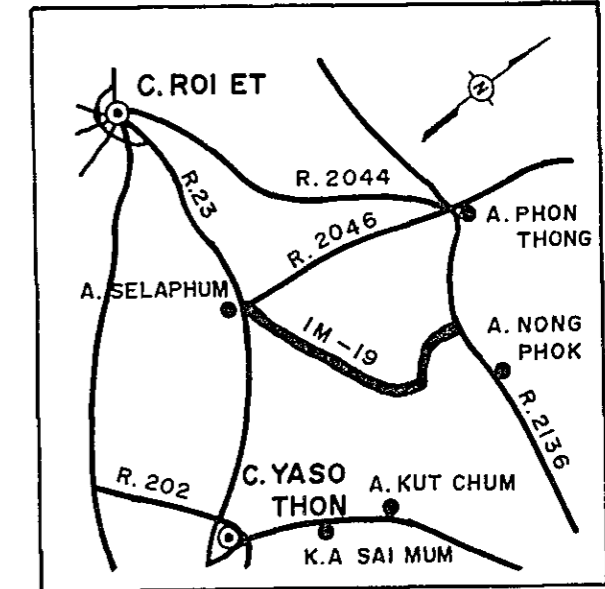 C. ROI ET
N
R.23
R. 2044
R. 2046
A. PHON
THONG
A. SELAPHUM
IM-19
A. NONG
PHOK
R. 2136
R. 202
C. YASO
THON
A. KUT CHUM
K.A SAI MUM